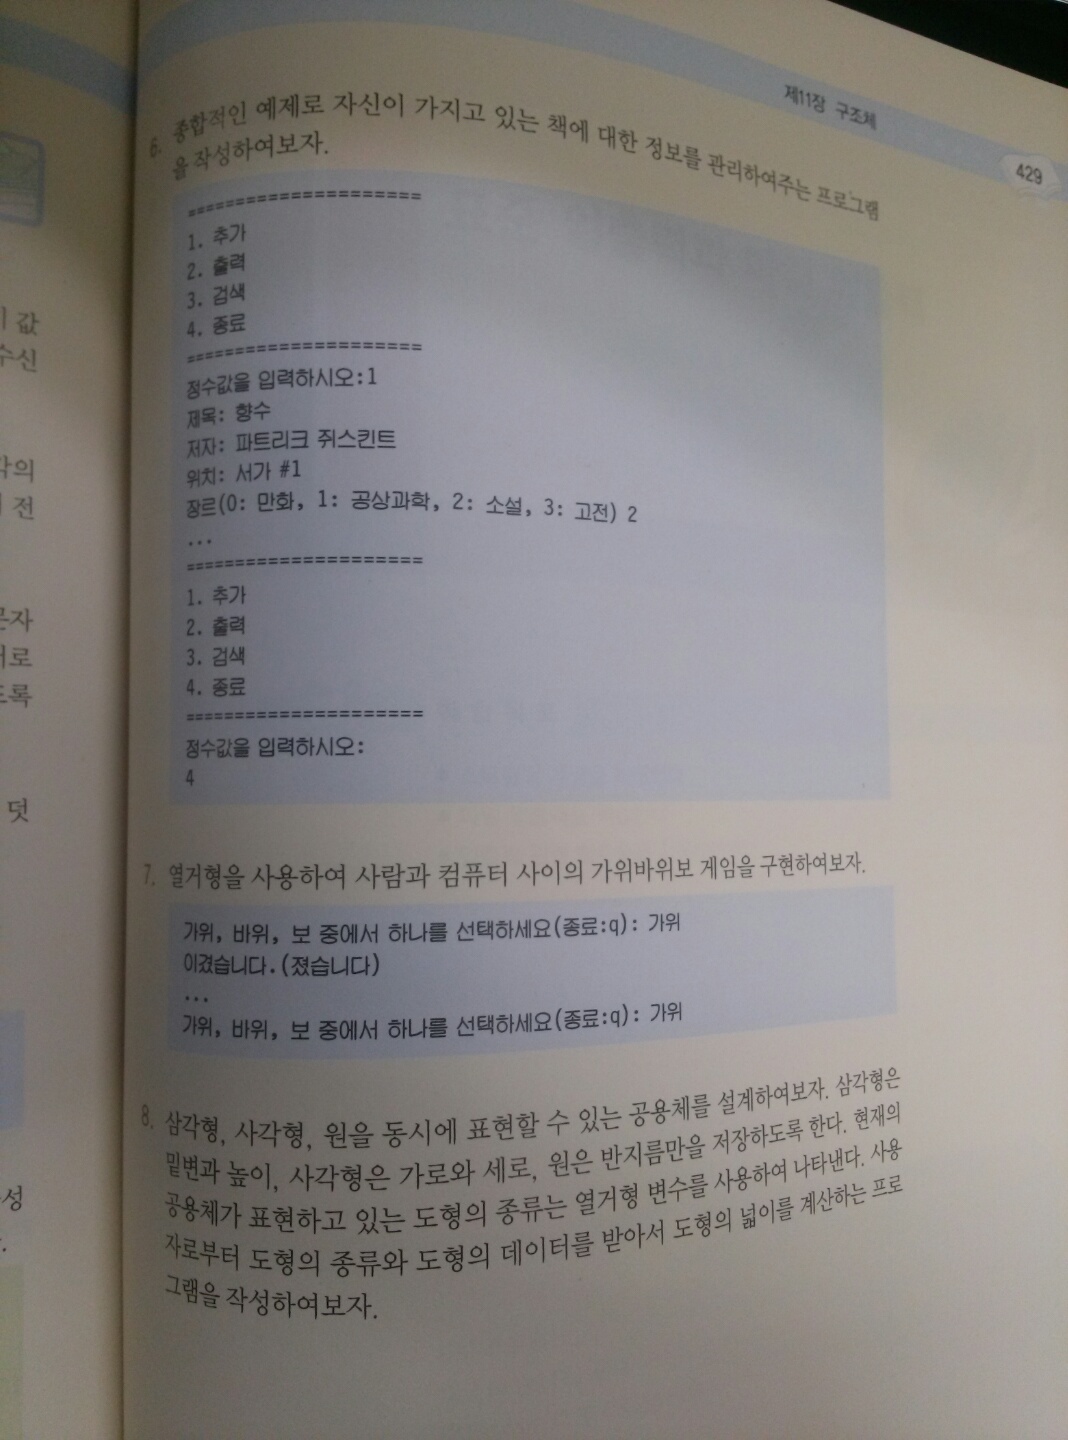 제11장 구조체
429
6. 종합적인 예제로 자신이 가지고 있는 책에 대한 정보를 관리하여주는 프로그램
을 작성하여보자.
======================
1. 추가
2. 출력
3. 검색
4. 종료
======================
정수값을 입력하시오:1
제목: 향수
저자: 파트리크 쥐스킨트
위치: 서가 #1
장르(0: 만화, 1: 공상과학, 2: 소설, 3: 고전) 2
...
======================
1. 추가
2. 출력
3. 검색
4. 종료
======================
정수값을 입력하시오:
4
7. 열거형을 사용하여 사람과 컴퓨터 사이의 가위바위보 게임을 구현하여보자.
가위, 바위, 보 중에서 하나를 선택하세요(종료:q): 가위
이겼습니다.(졌습니다)
...
가위, 바위, 보 중에서 하나를 선택하세요(종료:q): 가위
8. 삼각형, 사각형, 원을 동시에 표현할 수 있는 공용체를 설계하여보자. 삼각형은
밑변과 높이, 사각형은 가로와 세로, 원은 반지름만을 저장하도록 한다. 현재의
공용체가 표현하고 있는 도형의 종류는 열거형 변수를 사용하여 나타낸다. 사용
자로부터 도형의 종류와 도형의 데이터를 받아서 도형의 넓이를 계산하는 프로
그램을 작성하여보자.
값
수신
전
덧
성